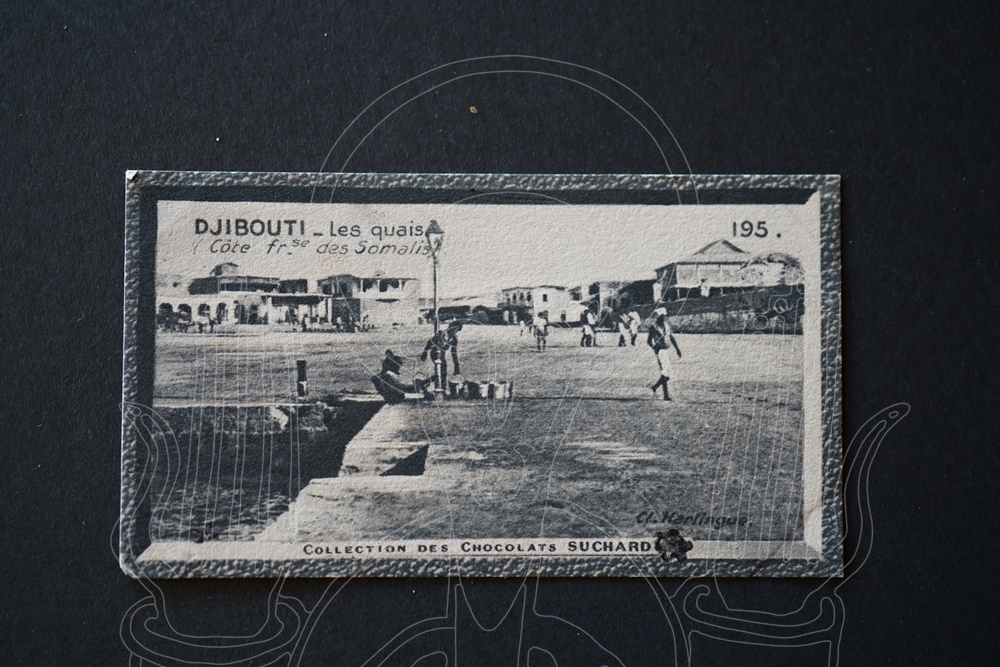 DJIBOUTI _ Les quais
(Côte fr.se des Somalis)
195.
Cl. Harlingue.
COLLECTION DES CHOCOLATS SUCHARD